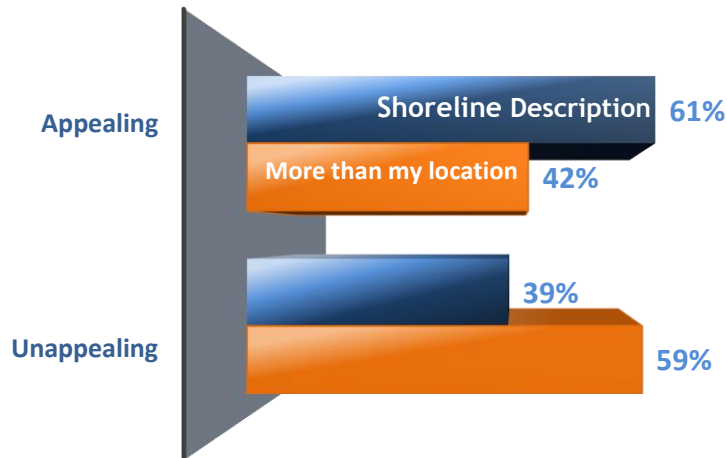 Appealing
Shoreline Description 61%
More than my location 42%
Unappealing
39%
59%